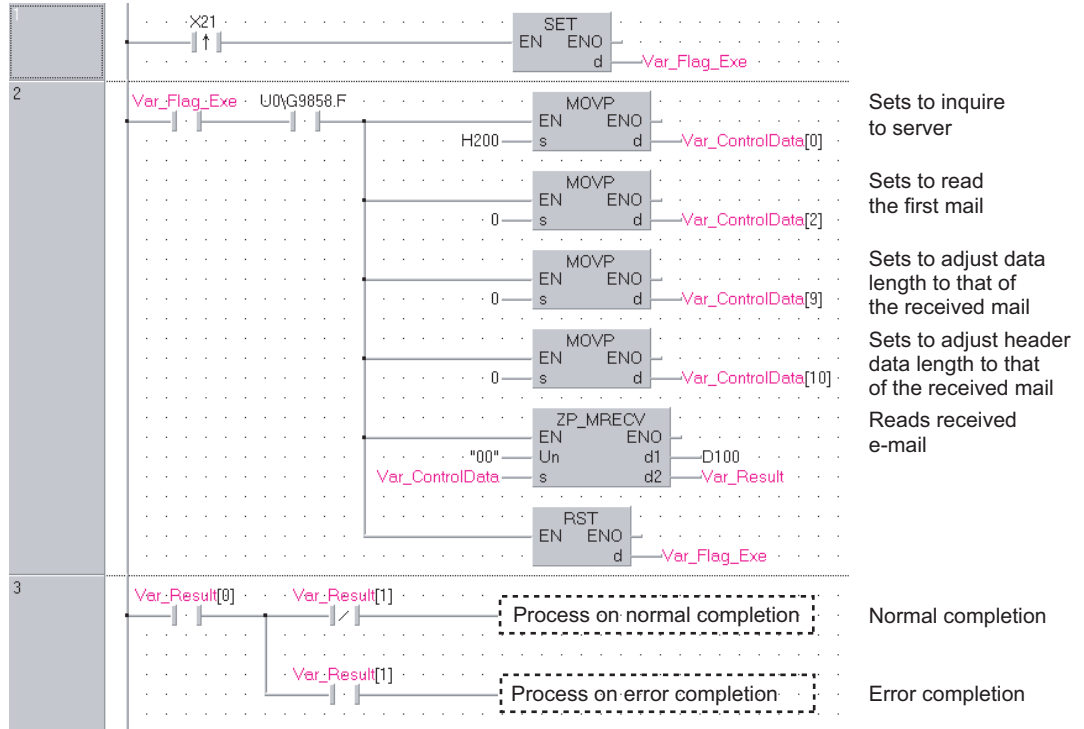 1
X21
SET
EN ENO
d Var_Flag_Exe
2
Var_Flag_Exe U0\G9858.F
MOVP
EN ENO
H200 s d Var_ControlData[0]
Sets to inquire
to server
MOVP
EN ENO
0 s d Var_ControlData[2]
Sets to read
the first mail
MOVP
EN ENO
0 s d Var_ControlData[9]
Sets to adjust data
length to that of
the received mail
MOVP
EN ENO
0 s d Var_ControlData[10]
Sets to adjust header
data length to that
of the received mail
ZP_MRECV
EN ENO
"00" Un d1 D100
Var_ControlData s d2 Var_Result
Reads received
e-mail
RST
EN ENO
d Var_Flag_Exe
3
Var_Result[0] Var_Result[1]
Process on normal completion
Normal completion
Var_Result[1]
Process on error completion
Error completion